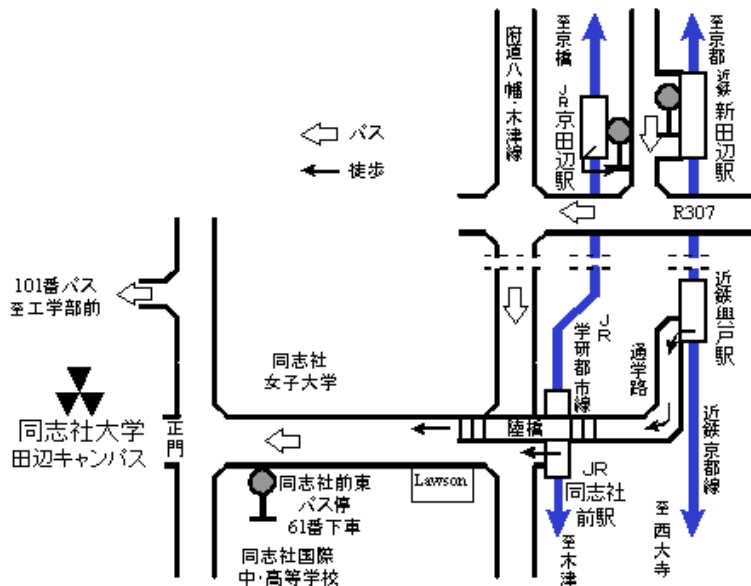 至京橋
至京都
府道八幡・木津線
JR京田辺駅
近鉄新田辺駅
バス
徒歩
R307
101番バス
至工学部前
近鉄興戸駅
JR
学研都市線
通学路
同志社
女子大学
同志社大学
田辺キャンパス
正門
陸橋
近鉄京都線
同志社前東
バス停
61番下車
Lawson
JR
同志社
前駅
同志社国際
中・高等学校
至木津
至西大寺